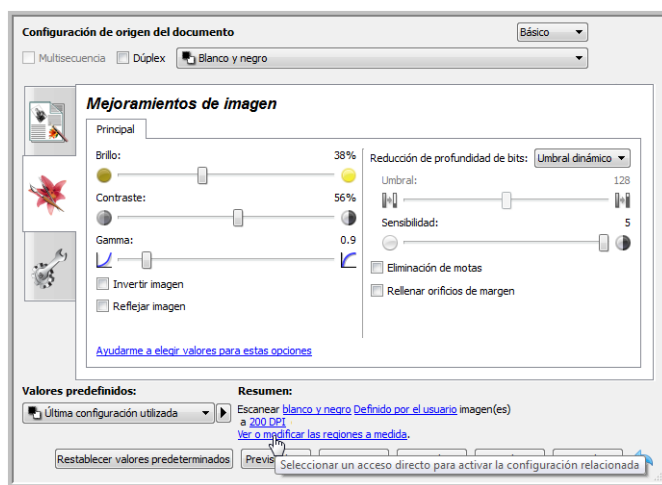 Configuración de origen del documento
Básico
Multisecuencia
Dúplex
Blanco y negro
Mejoramientos de imagen
Principal
Brillo:
38%
Contraste:
56%
Gamma:
0.9
Invertir imagen
Reflejar imagen
Ayudarme a elegir valores para estas opciones
Reducción de profundidad de bits:
Umbral dinámico
Umbral:
128
Sensibilidad:
5
Eliminación de motas
Rellenar orificios de margen
Valores predefinidos:
Última configuración utilizada
Resumen:
Escanear blanco y negro Definido por el usuario imagen(es)
a 200 DPI
Ver o modificar las regiones a medida.
Restablecer valores predeterminados
Seleccionar un acceso directo para activar la configuración relacionada